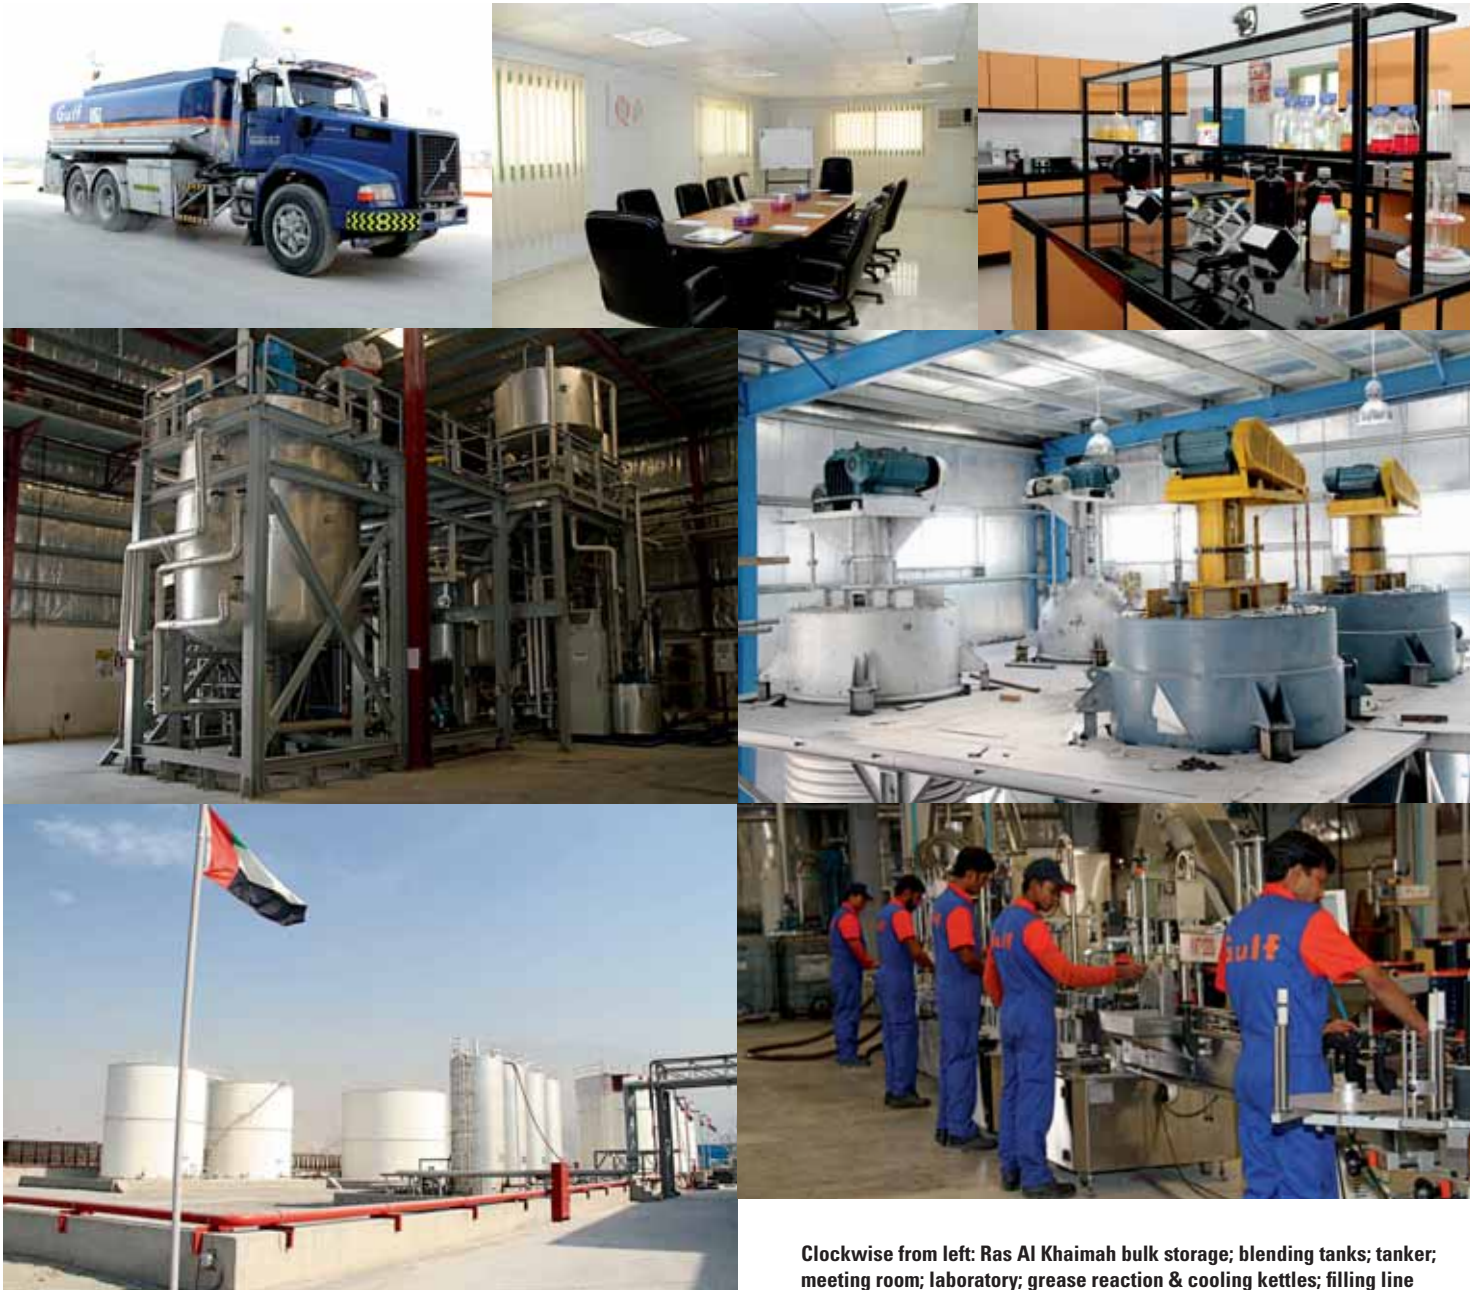 Gulf
Gulf
Clockwise from left: Ras Al Khaimah bulk storage; blending tanks; tanker;
meeting room; laboratory; grease reaction & cooling kettles; filling line